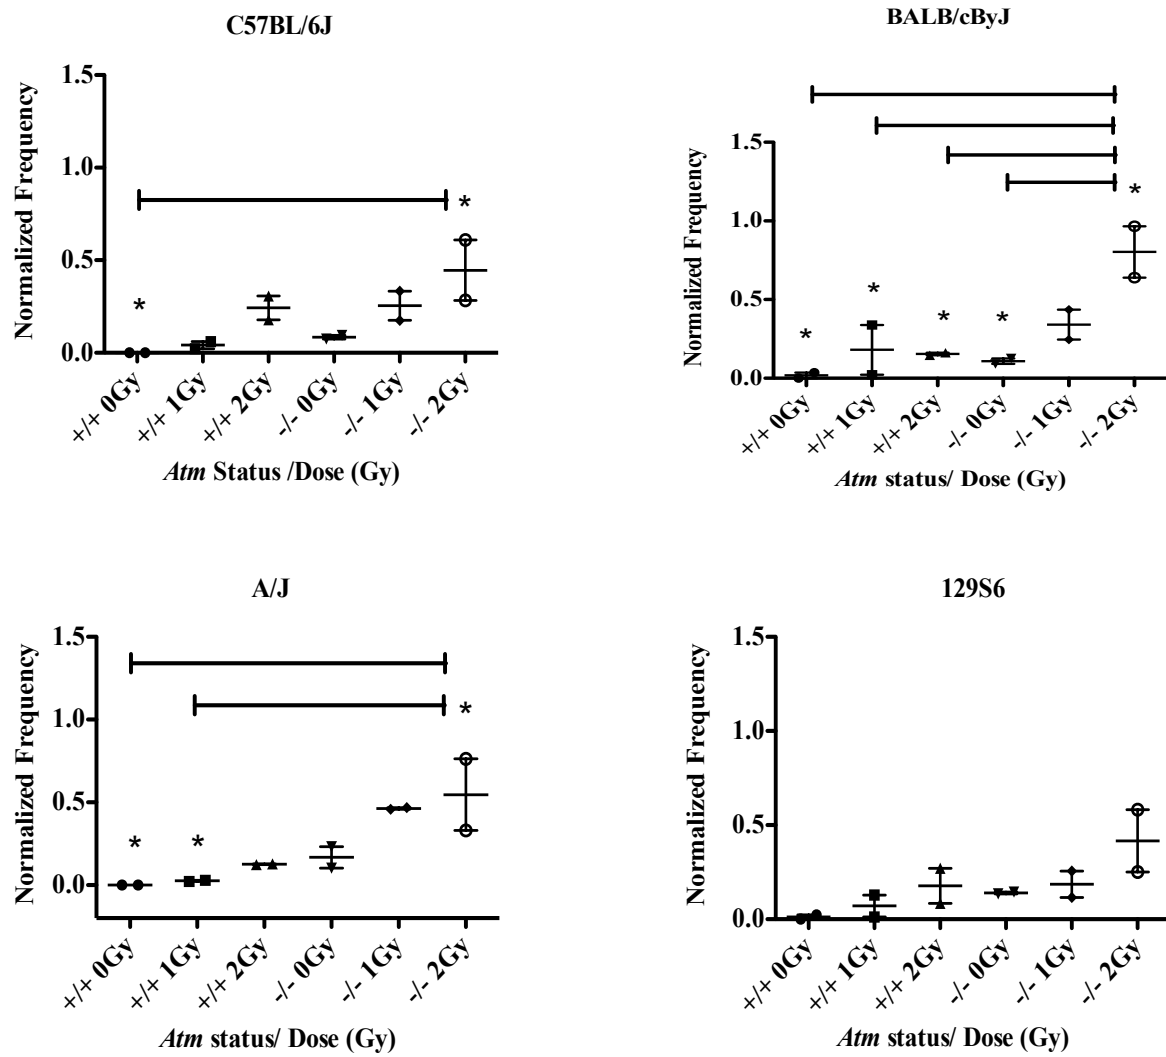 C57BL/6J
Normalized Frequency
1.5
1.0
0.5
0.0
*
*
+/+ 0Gy
+/+ 1Gy
+/+ 2Gy
-/- 0Gy
-/- 1Gy
-/- 2Gy
Atm Status /Dose (Gy)
BALB/cByJ
Normalized Frequency
1.5
1.0
0.5
0.0
*
*
*
*
*
+/+ 0Gy
+/+ 1Gy
+/+ 2Gy
-/- 0Gy
-/- 1Gy
-/- 2Gy
Atm status/ Dose (Gy)
A/J
Normalized Frequency
1.5
1.0
0.5
0.0
*
*
*
+/+ 0Gy
+/+ 1Gy
+/+ 2Gy
-/- 0Gy
-/- 1Gy
-/- 2Gy
Atm status/ Dose (Gy)
129S6
Normalized Frequency
1.5
1.0
0.5
0.0
+/+ 0Gy
+/+ 1Gy
+/+ 2Gy
-/- 0Gy
-/- 1Gy
-/- 2Gy
Atm status/ Dose (Gy)